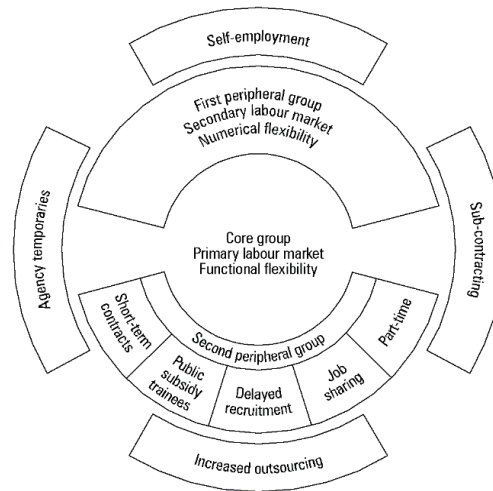 Self-employment
First peripheral group
Secondary labour market
Numerical flexibility
Agency temporaries
Sub-contracting
Core group
Primary labour market
Functional flexibility
Second peripheral group
Short-term
contracts
Public
subsidy
trainees
Delayed
recruitment
Job
sharing
Part-time
Increased outsourcing